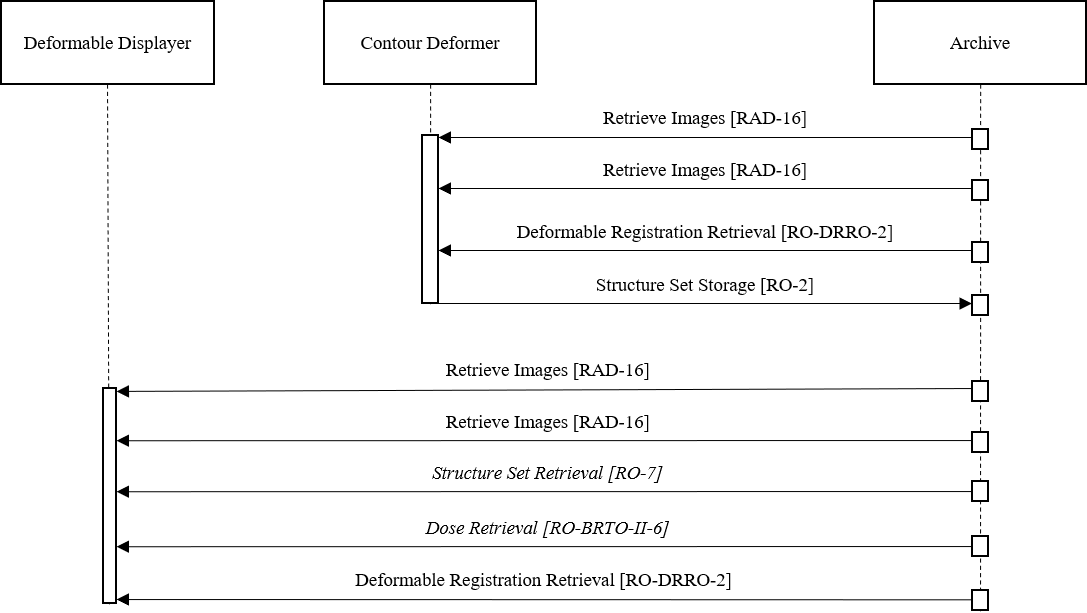 Deformable Displayer
Contour Deformer
Archive
Retrieve Images [RAD-16]
Retrieve Images [RAD-16]
Deformable Registration Retrieval [RO-DRRO-2]
Structure Set Storage [RO-2]
Retrieve Images [RAD-16]
Retrieve Images [RAD-16]
Structure Set Retrieval [RO-7]
Dose Retrieval [RO-BRTO-II-6]
Deformable Registration Retrieval [RO-DRRO-2]